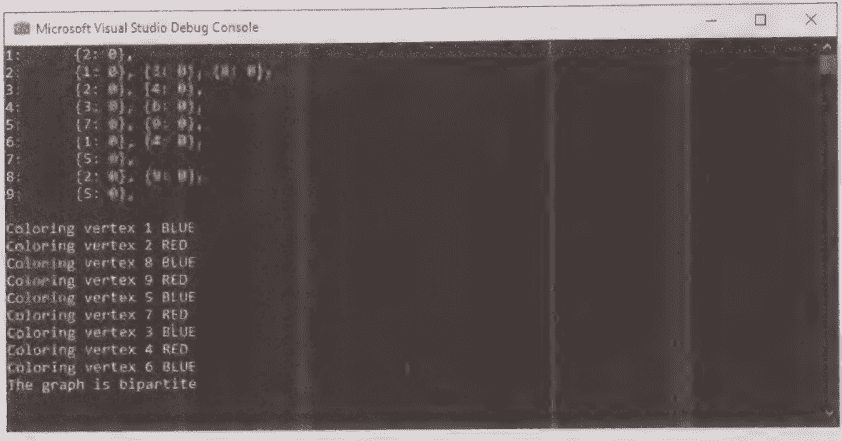 Microsoft Visual Studio Debug Console
1: {2: 0},
2: {1: 0},
3: {2: 0}, {4: 0},
4: {3: 0}, {6: 0},
5: {7: 0},
6: {1: 0},
7: {5: 0},
8: {2: 0},
9: {5: 0},
Coloring vertex 1 BLUE
Coloring vertex 2 RED
Coloring vertex 8 BLUE
Coloring vertex 9 RED
Coloring vertex 5 BLUE
Coloring vertex 7 RED
Coloring vertex 3 BLUE
Coloring vertex 4 RED
Coloring vertex 6 BLUE
The graph is bipartite